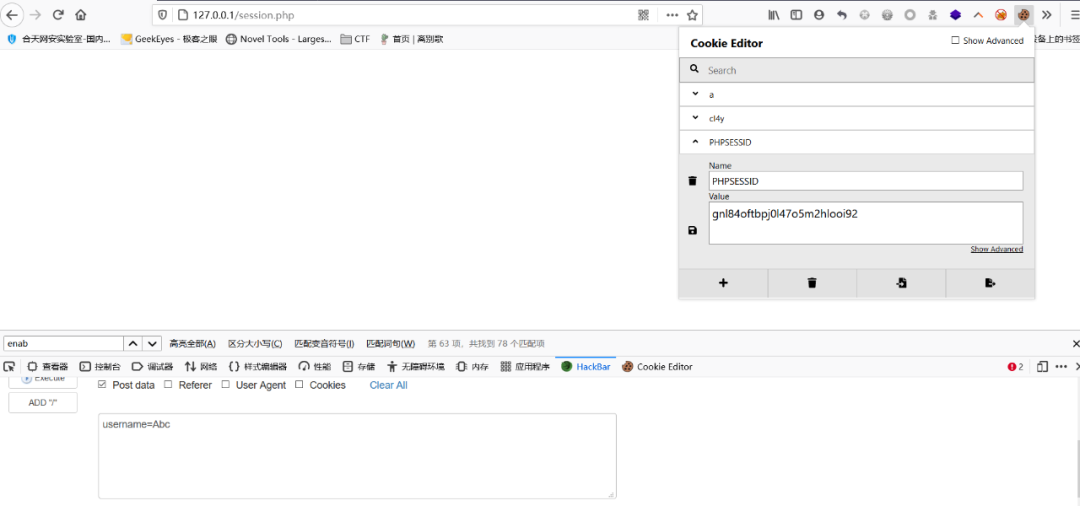 127.0.0.1/session.php
合天网安实验室-国内... GeekEyes - 极客之眼 Novel Tools - Larges... CTF 首页 | 离别歌 设备上的书签
Cookie Editor Show Advanced
Search
a
cl4y
PHPSESSID
Name
PHPSESSID
Value
gnl84oftbpj0l47o5m2hlooi92
Show Advanced
enab 高亮全部(A) 区分大小写(C) 匹配变音符号(I) 匹配词句(W) 第 63 项，共找到 78 个匹配项
查看器 控制台 调试器 网络 {} 样式编辑器 性能 存储 无障碍环境 内存 应用程序 HackBar Cookie Editor 2
Execute Post data Referer User Agent Cookies Clear All
ADD "/"
username=Abc